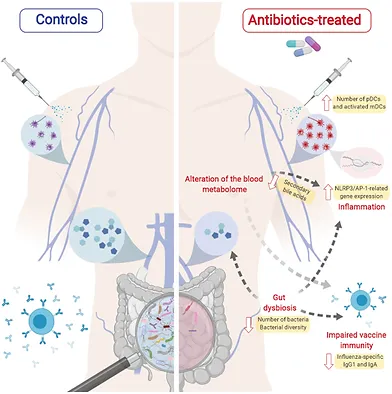 Controls
Antibiotics-treated
Number of pDCs
and activated mDCs
Alteration of the blood
metabolome
Secondary
bile acids
NLRP3/AP-1-related
gene expression
Inflammation
Gut
dysbiosis
Number of bacteria
Bacterial diversity
Impaired vaccine
immunity
Influenza-specific
IgG1 and IgA